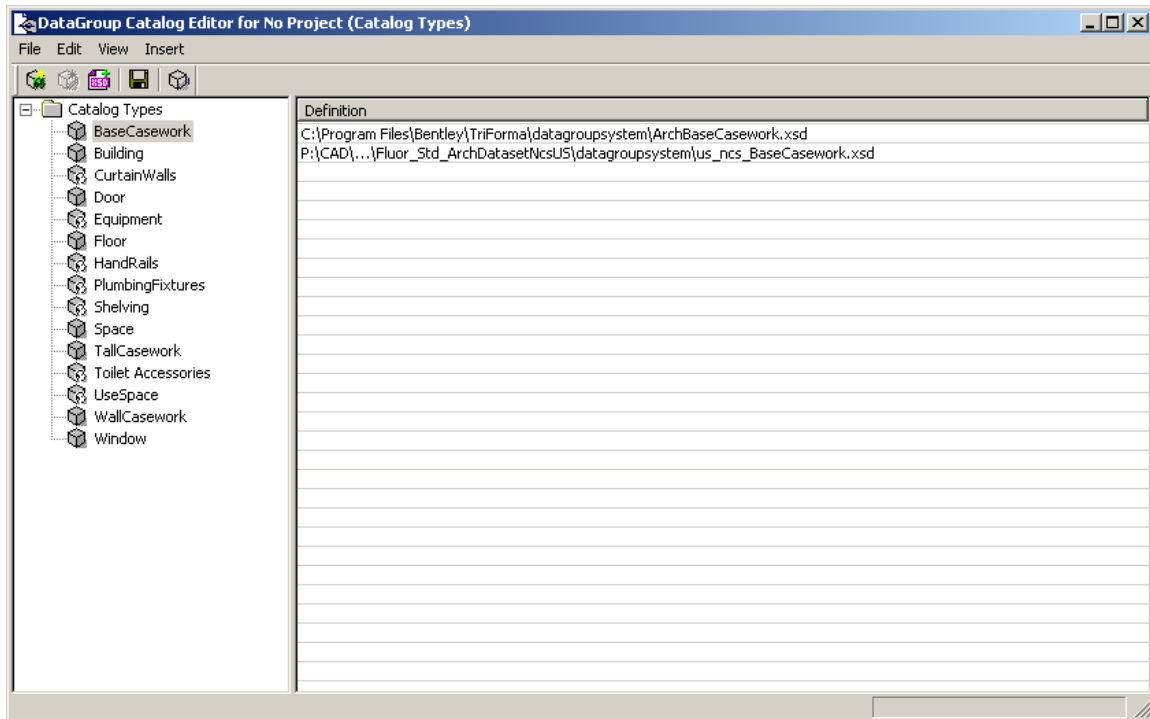 DataGroup Catalog Editor for No Project (Catalog Types)
File Edit View Insert
XSD
Catalog Types
BaseCasework
Building
CurtainWalls
Door
Equipment
Floor
HandRails
PlumbingFixtures
Shelving
Space
TallCasework
Toilet Accessories
UseSpace
WallCasework
Window
Definition
C:\Program Files\Bentley\TriForma\datagroupsystem\ArchBaseCasework.xsd
P:\CAD\...\Fluor_Std_ArchDatasetNcsUS\datagroupsystem\us_ncs_BaseCasework.xsd